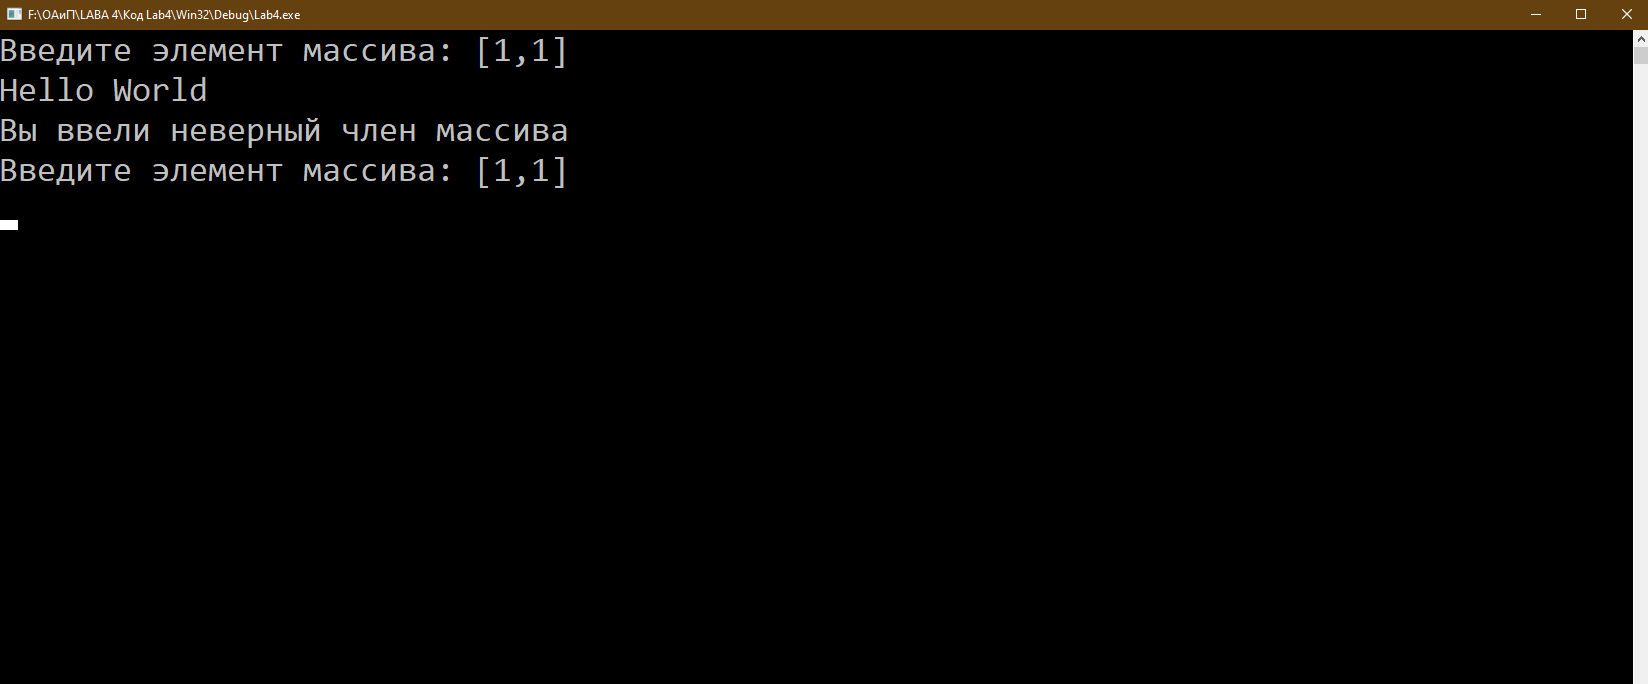 F:\ОАиП\LABA 4\Код Lab4\Win32\Debug\Lab4.exe
Введите элемент массива: [1,1]
Hello World
Вы ввели неверный член массива
Введите элемент массива: [1,1]